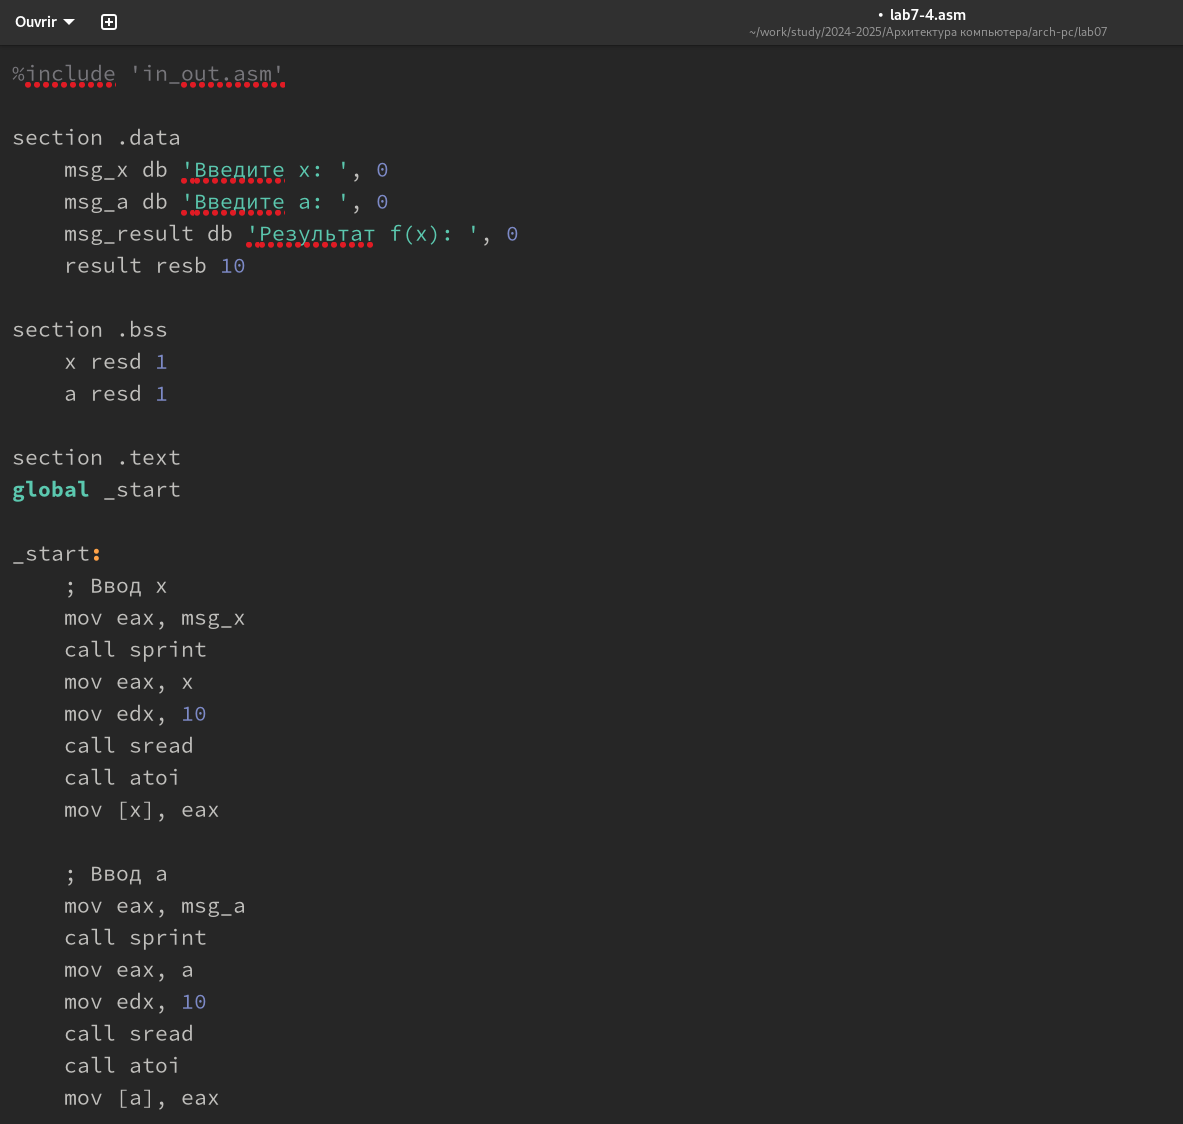 Ouvrir
• lab7-4.asm
~/work/study/2024-2025/Архитектура компьютера/arch-pc/lab07
%include 'in_out.asm'
section .data
msg_x db 'Введите x: ', 0
msg_a db 'Введите a: ', 0
msg_result db 'Результат f(x): ', 0
result resb 10
section .bss
x resd 1
a resd 1
section .text
global _start
_start:
; Ввод x
mov eax, msg_x
call sprint
mov eax, x
mov edx, 10
call sread
call atoi
mov [x], eax
; Ввод a
mov eax, msg_a
call sprint
mov eax, a
mov edx, 10
call sread
call atoi
mov [a], eax